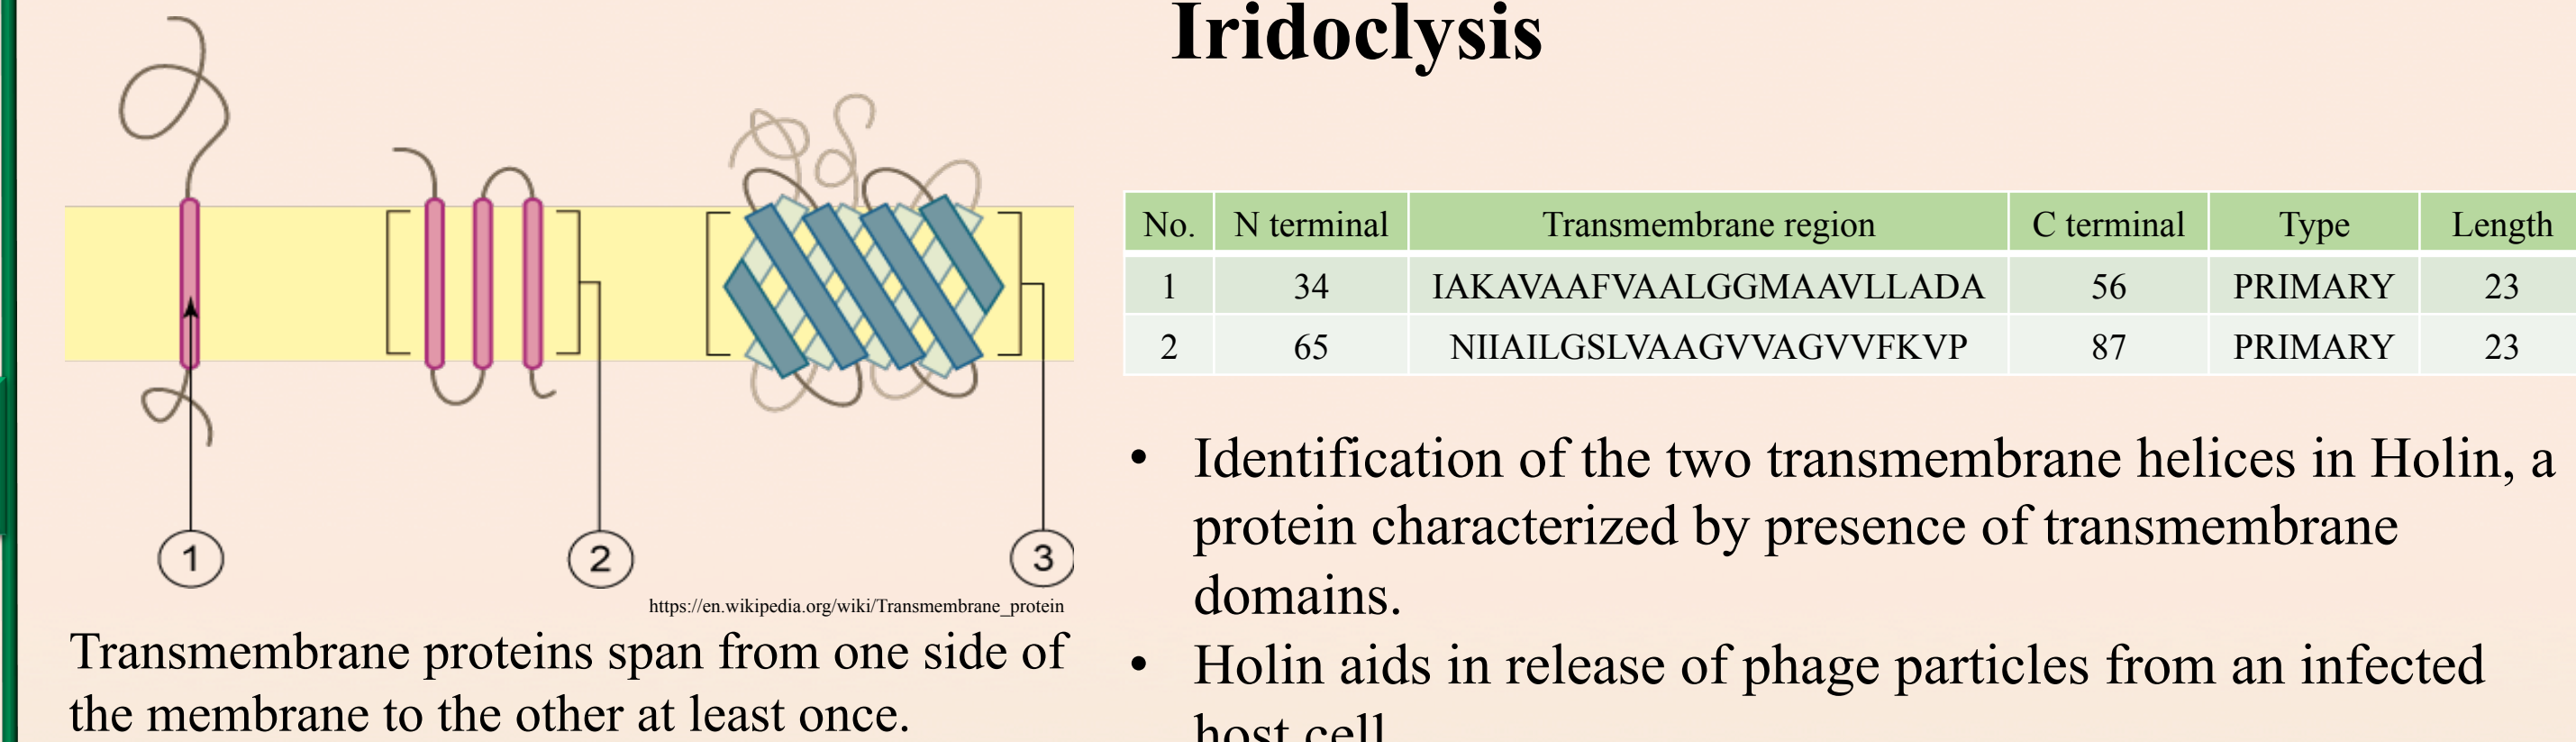 Iridoclysis
1
2
3
https://en.wikipedia.org/wiki/Transmembrane_protein
Transmembrane proteins span from one side of
the membrane to the other at least once.
No. N terminal Transmembrane region C terminal Type Length
1 34 IAKAVAAFVAALGGMAAVLLADA 56 PRIMARY 23
2 65 NIIAILGSLVAAGVVAGVVFKVP 87 PRIMARY 23
• Identification of the two transmembrane helices in Holin, a
protein characterized by presence of transmembrane
domains.
• Holin aids in release of phage particles from an infected
host cell